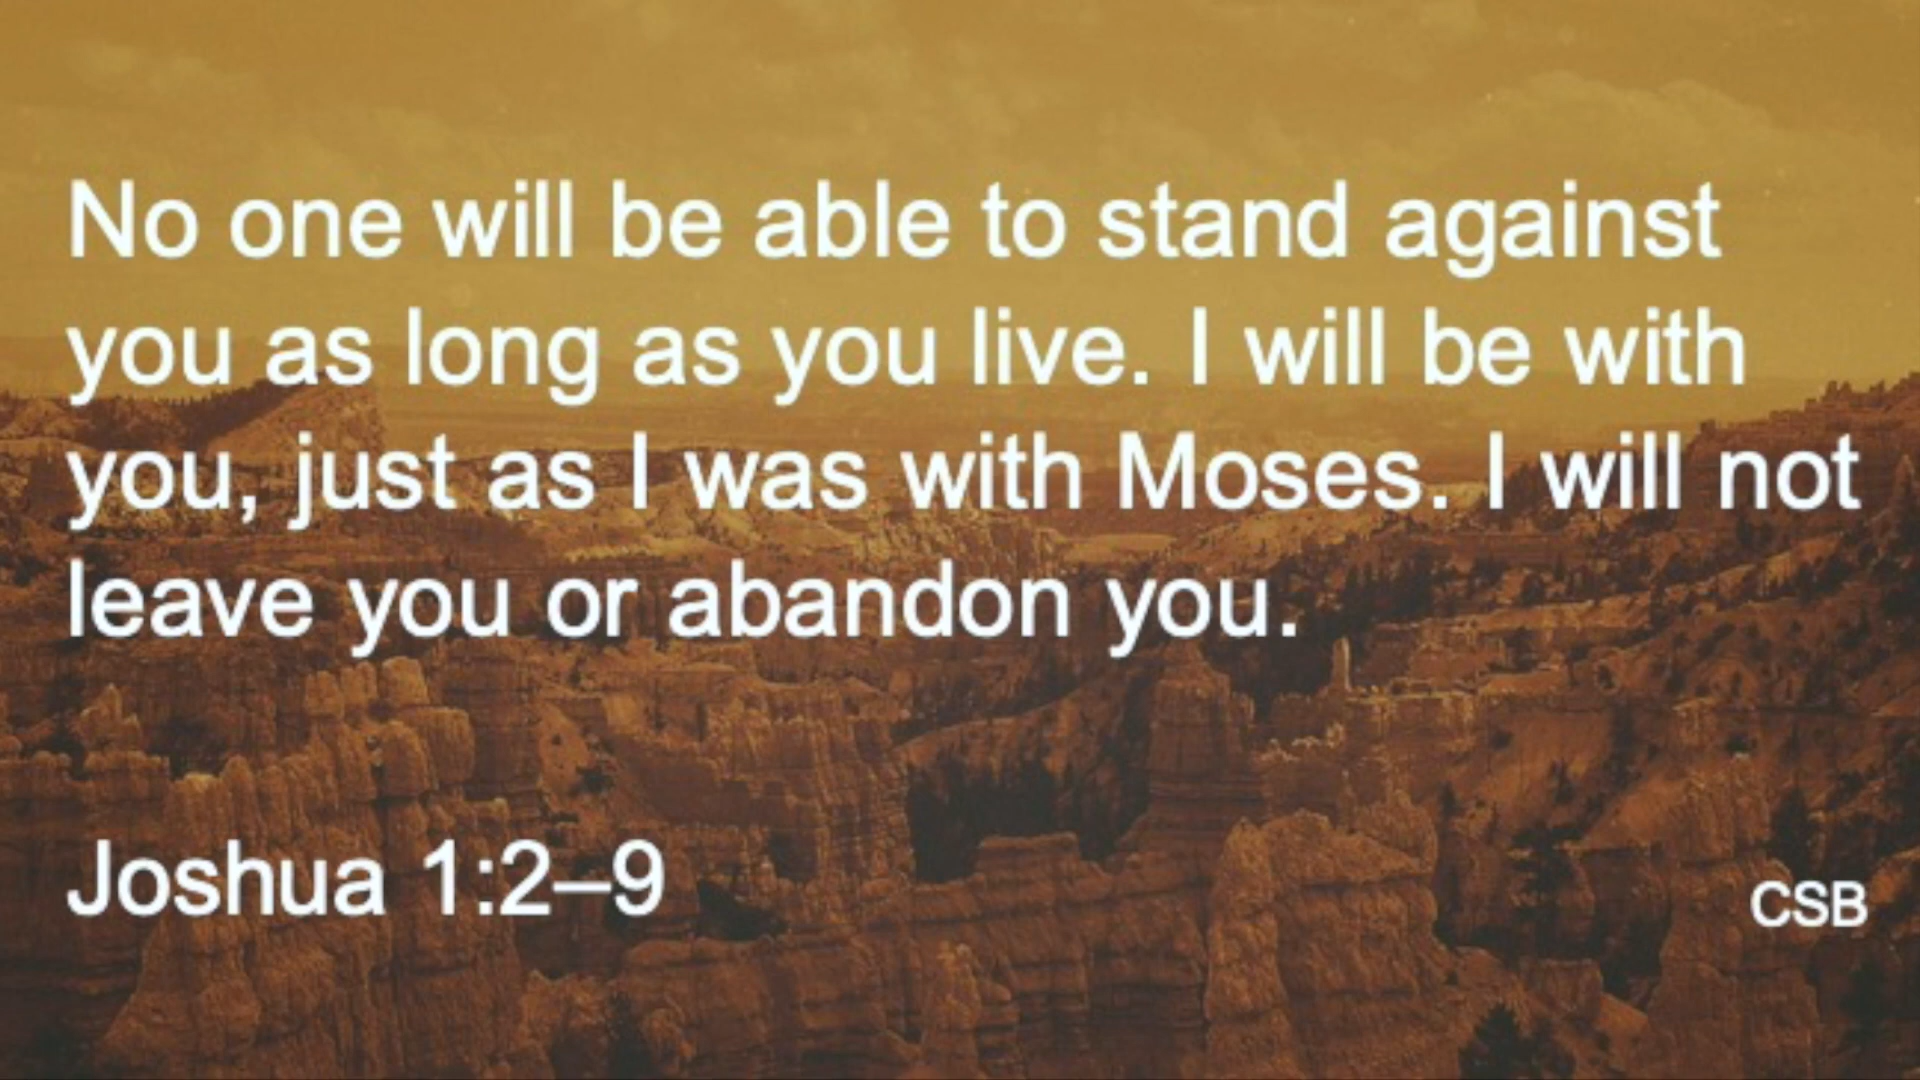 No one will be able to stand against
you as long as you live. I will be with
you, just as I was with Moses. I will not
leave you or abandon you.
Joshua 1:2–9
CSB